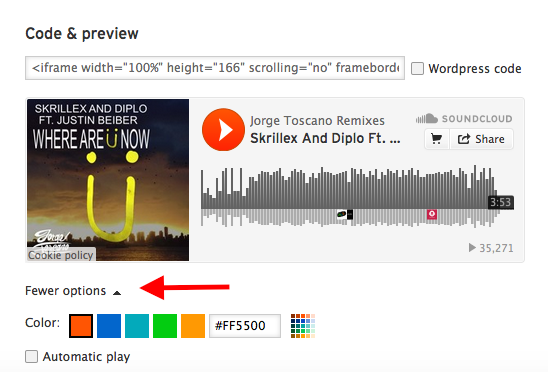 Code & preview
<iframe width="100%" height="166" scrolling="no" framebord
Wordpress code
SKRILLEX AND DIPLO
FT. JUSTIN BEIBER
WHERE ARE Ü NOW
Ü
Jorge Toscano
Cookie policy
Jorge Toscano Remixes
SOUNDCLOUD
Skrillex And Diplo Ft. ...
Share
3:53
35,271
Fewer options
Color:
#FF5500
Automatic play